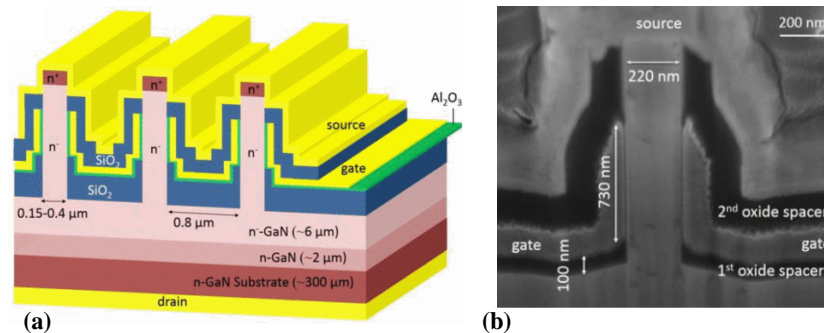 n⁺
n⁺
n⁺
Al₂O₃
n⁻
n⁻
n⁻
source
gate
SiO₂
SiO₂
0.15-0.4 µm
0.8 µm
n⁻-GaN (~6 µm)
n-GaN (~2 µm)
n-GaN Substrate (~300 µm)
drain
(a)
source
200 nm
220 nm
730 nm
2ⁿᵈ oxide spacer
gate
gate
100 nm
1ˢᵗ oxide spacer
(b)